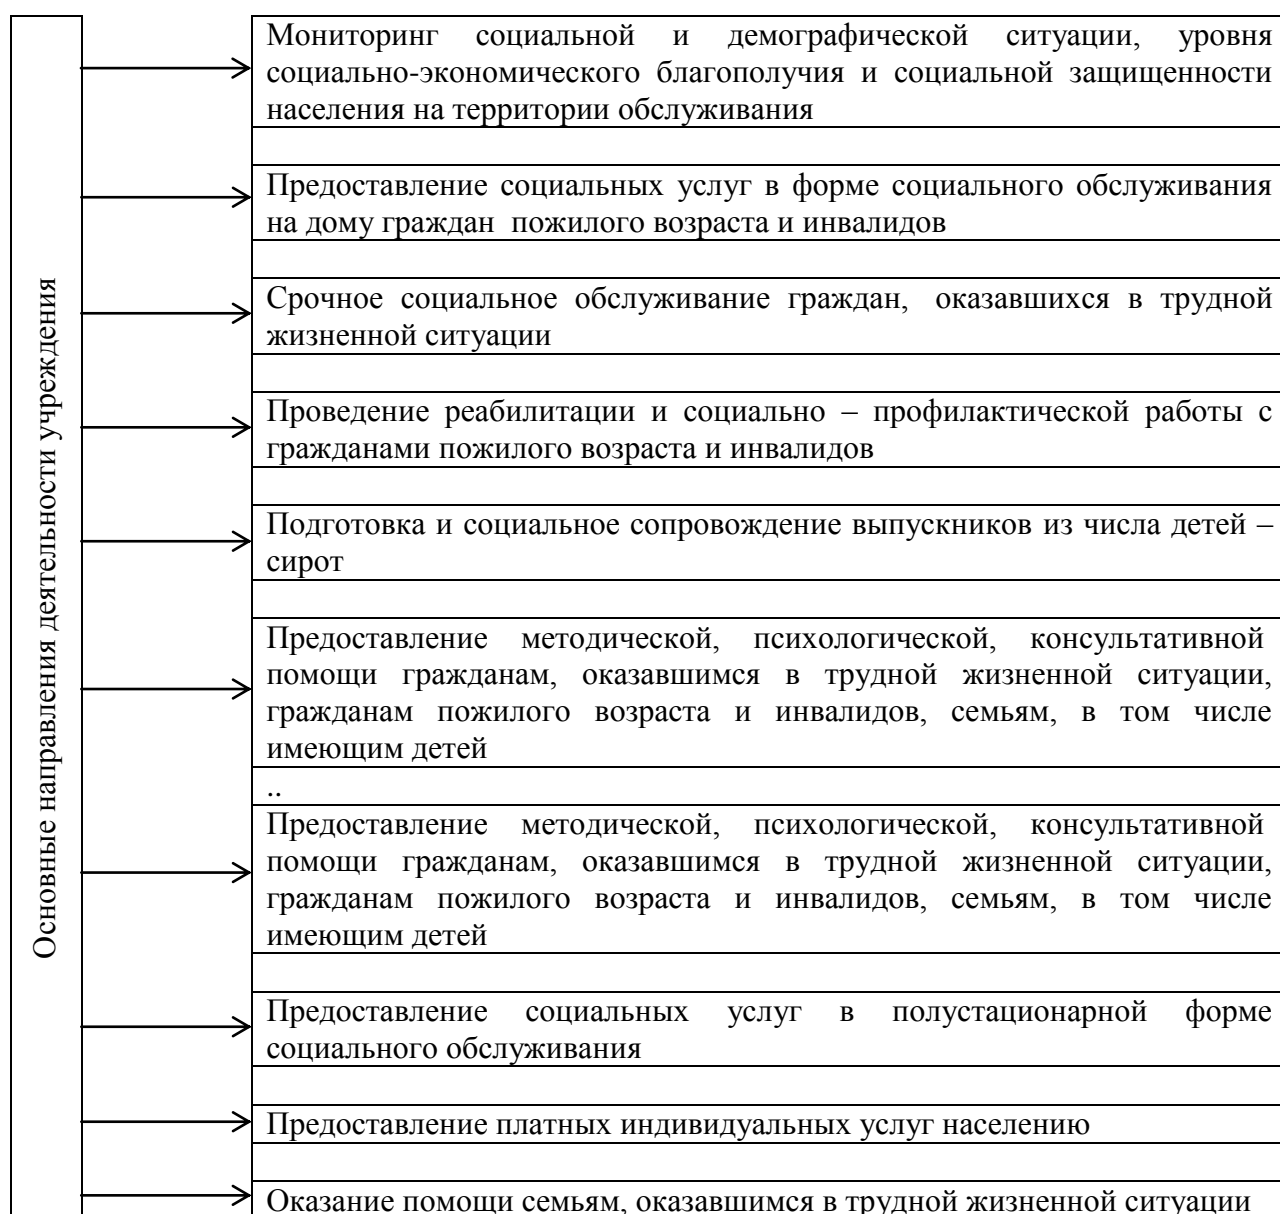 Основные направления деятельности учреждения
Мониторинг социальной и демографической ситуации, уровня
социально-экономического благополучия и социальной защищенности
населения на территории обслуживания
Предоставление социальных услуг в форме социального обслуживания
на дому граждан пожилого возраста и инвалидов
Срочное социальное обслуживание граждан, оказавшихся в трудной
жизненной ситуации
Проведение реабилитации и социально – профилактической работы с
гражданами пожилого возраста и инвалидов
Подготовка и социальное сопровождение выпускников из числа детей –
сирот
Предоставление методической, психологической, консультативной
помощи гражданам, оказавшимся в трудной жизненной ситуации,
гражданам пожилого возраста и инвалидов, семьям, в том числе
имеющим детей
..
Предоставление методической, психологической, консультативной
помощи гражданам, оказавшимся в трудной жизненной ситуации,
гражданам пожилого возраста и инвалидов, семьям, в том числе
имеющим детей
Предоставление социальных услуг в полустационарной форме
социального обслуживания
Предоставление платных индивидуальных услуг населению
Оказание помощи семьям, оказавшимся в трудной жизненной ситуации